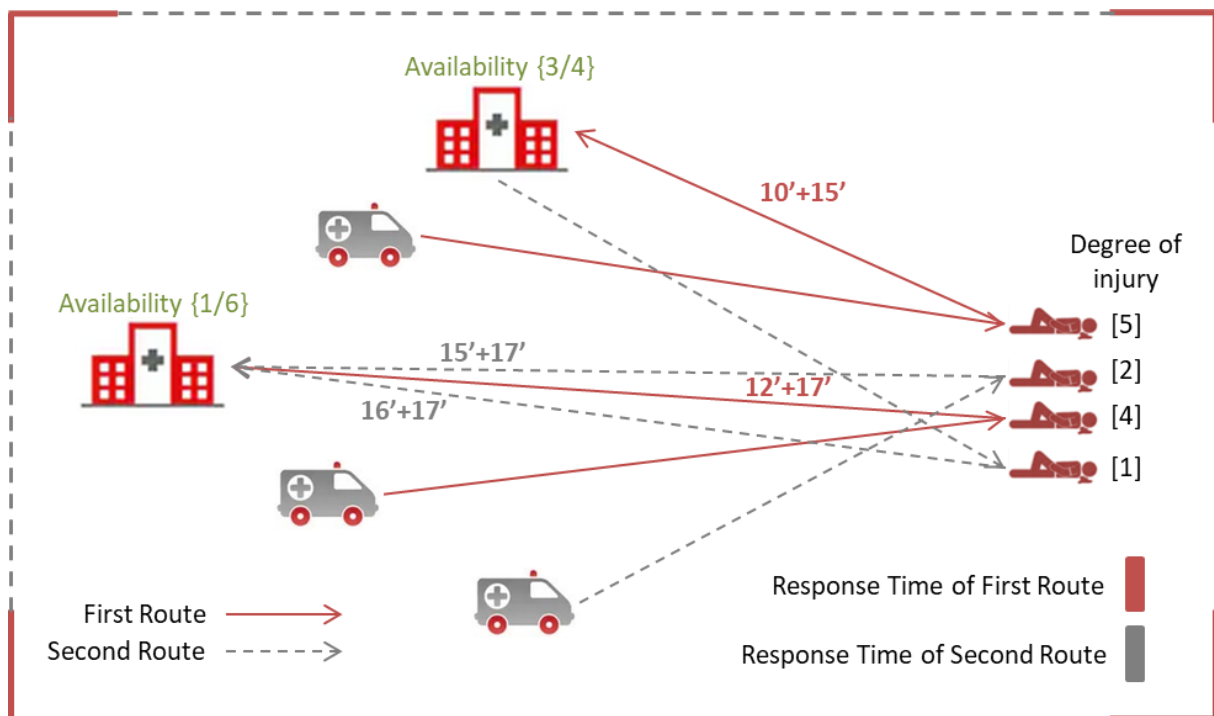 Availability {3/4}
10’+15’
Degree of
injury
[5]
Availability {1/6}
15’+17’
[2]
12’+17’
16’+17’
[4]
[1]
Response Time of First Route
First Route
Second Route
Response Time of Second Route